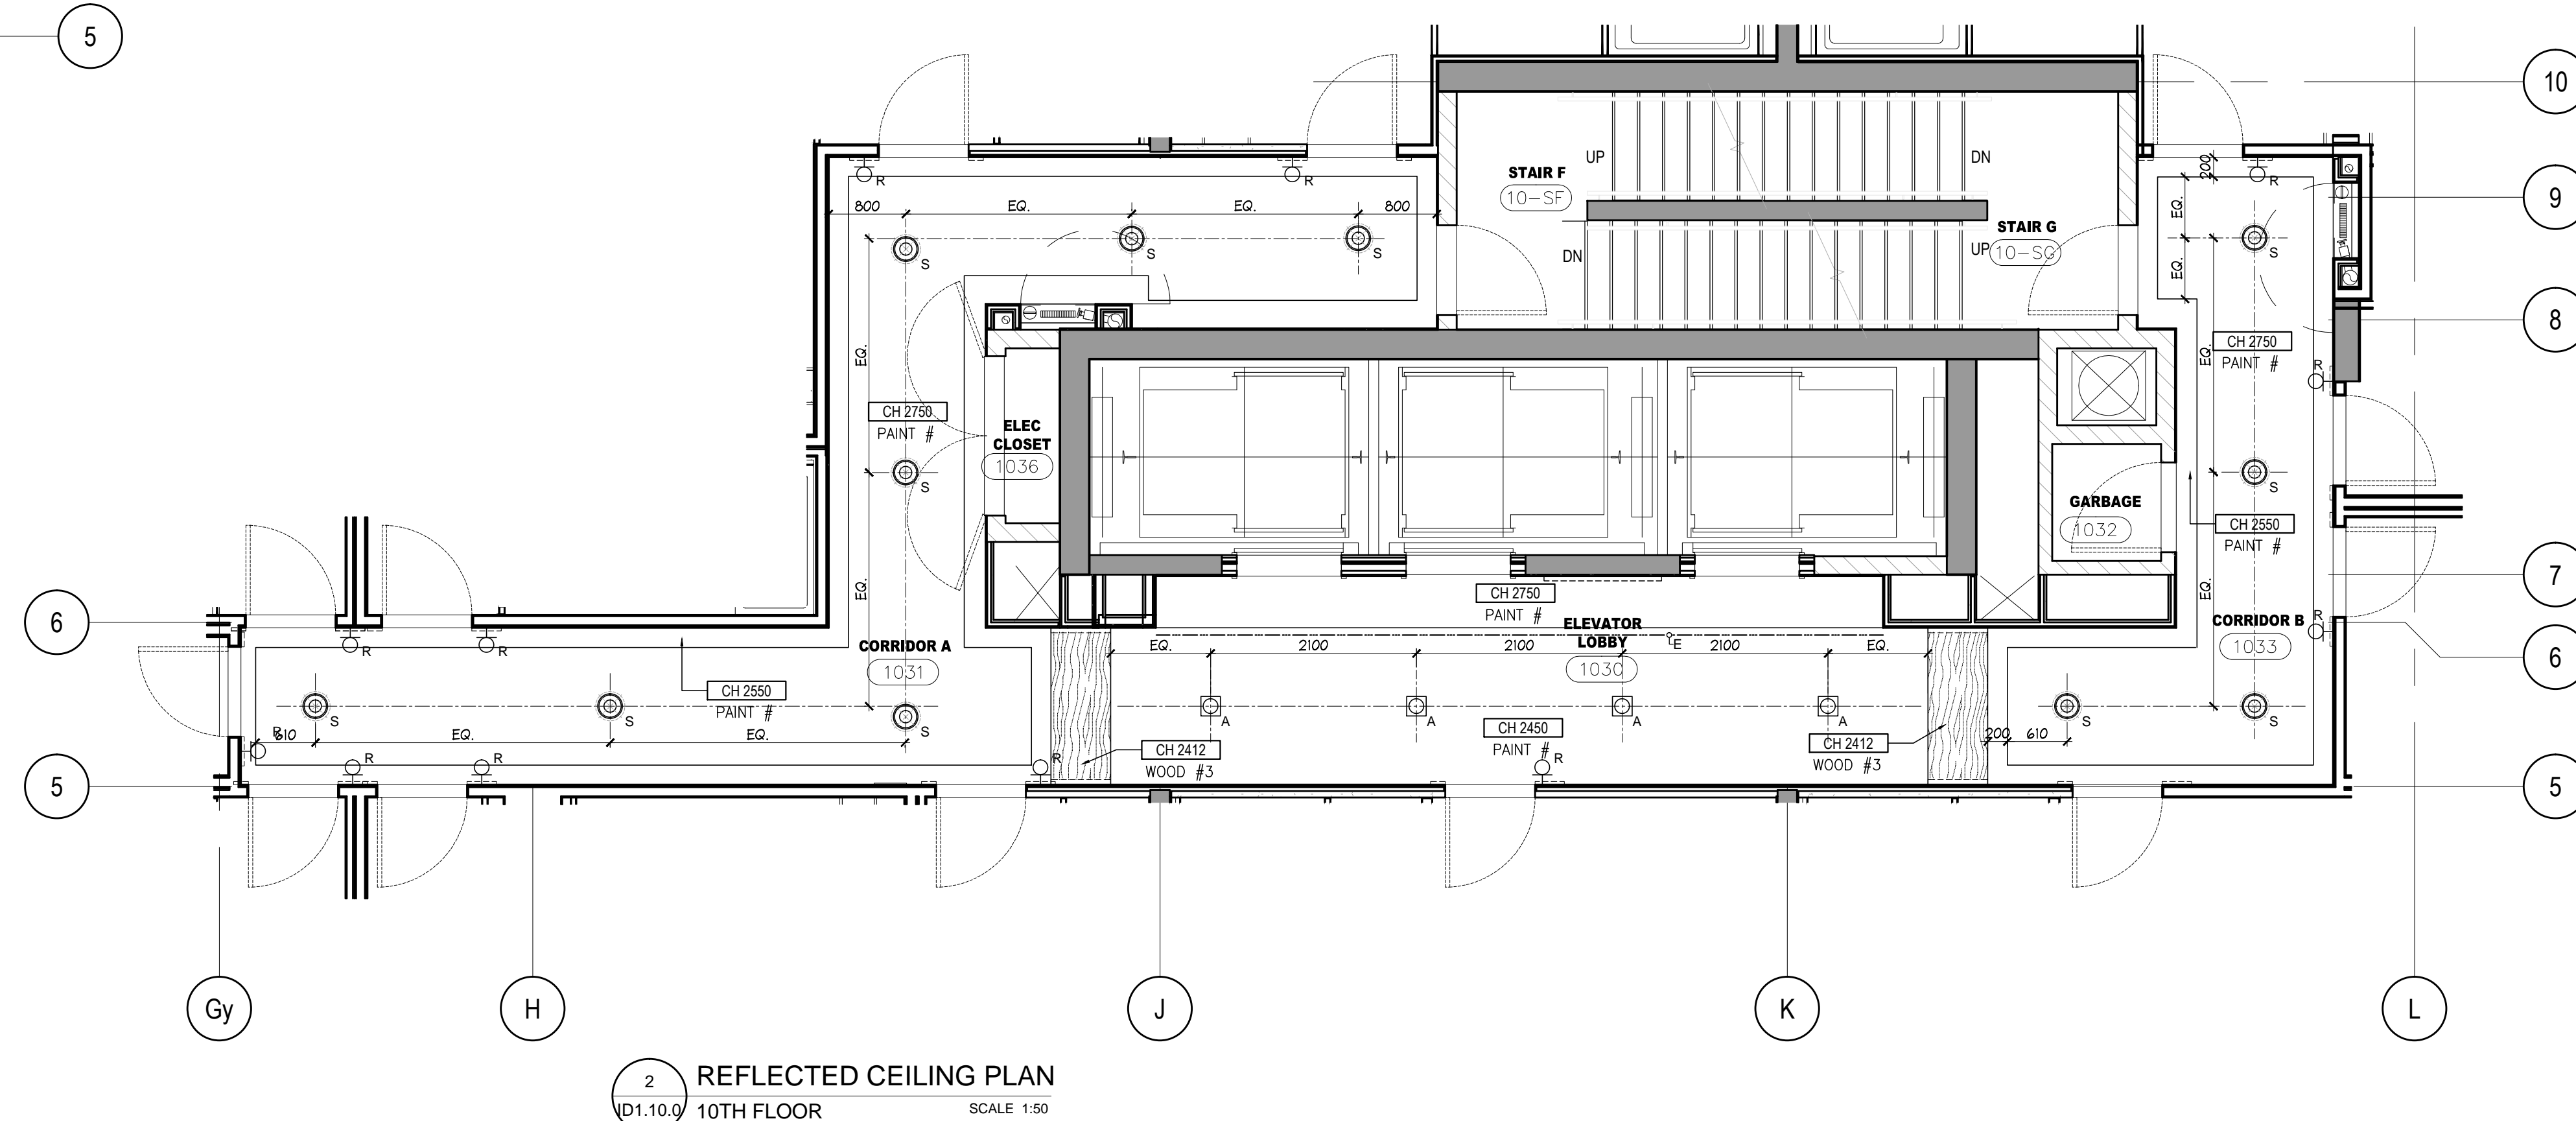 5
10
UP
DN
STAIR F
10-SF
9
R
R
R
200
800
EQ.
EQ.
800
EQ.
STAIR G
UP
10-SG
DN
S
S
S
S
EQ.
8
CH 2750
PAINT #
EQ.
EQ.
R
CH 2750
PAINT #
ELEC
CLOSET
1036
S
S
GARBAGE
1032
CH 2550
PAINT #
7
EQ.
EQ.
CH 2750
PAINT #
6
R
R
CORRIDOR A
1031
ELEVATOR
LOBBY
1030
E
EQ.
2100
2100
2100
EQ.
R
CORRIDOR B
1033
6
CH 2550
PAINT #
S
S
S
A
A
A
A
S
S
R
610
EQ.
EQ.
CH 2412
WOOD #3
CH 2450
PAINT #
CH 2412
WOOD #3
200
610
R
R
R
R
5
5
Gy
H
J
K
L
2
ID1.10.0
REFLECTED CEILING PLAN
10TH FLOOR
SCALE 1:50